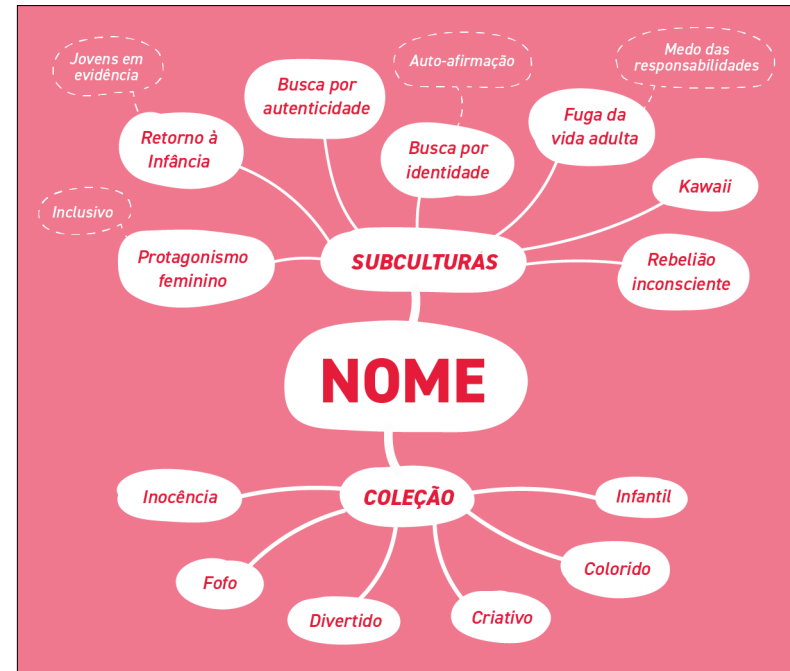 Jovens em
evidência
Busca por
autenticidade
Auto-afirmação
Medo das
responsabilidades
Retorno à
Infância
Busca por
identidade
Fuga da
vida adulta
Kawaii
Inclusivo
Protagonismo
feminino
SUBCULTURAS
Rebelião
inconsciente
NOME
Inocência
COLEÇÃO
Infantil
Fofo
Colorido
Divertido
Criativo